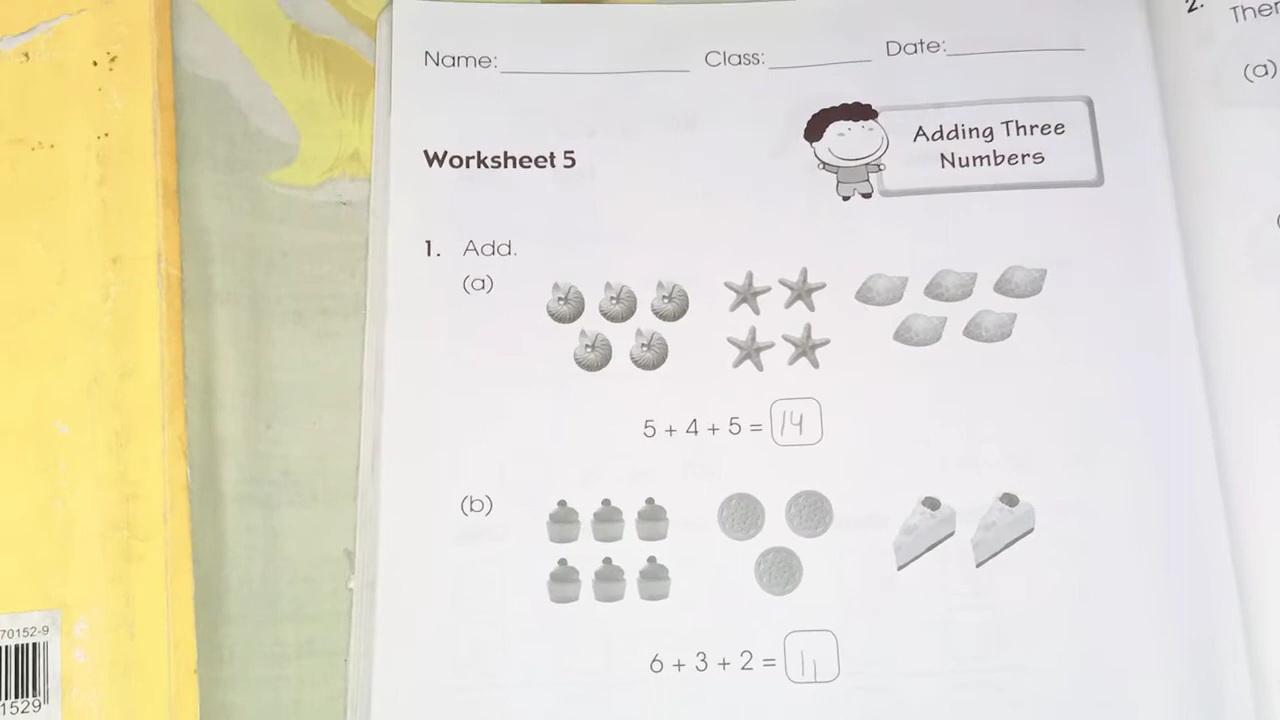 Name:
Class:
Date:
Adding Three
Numbers
Worksheet 5
1. Add.
(a)
5 + 4 + 5 = 14
(b)
6 + 3 + 2 = 11
2.
(a)
70152-9
1529